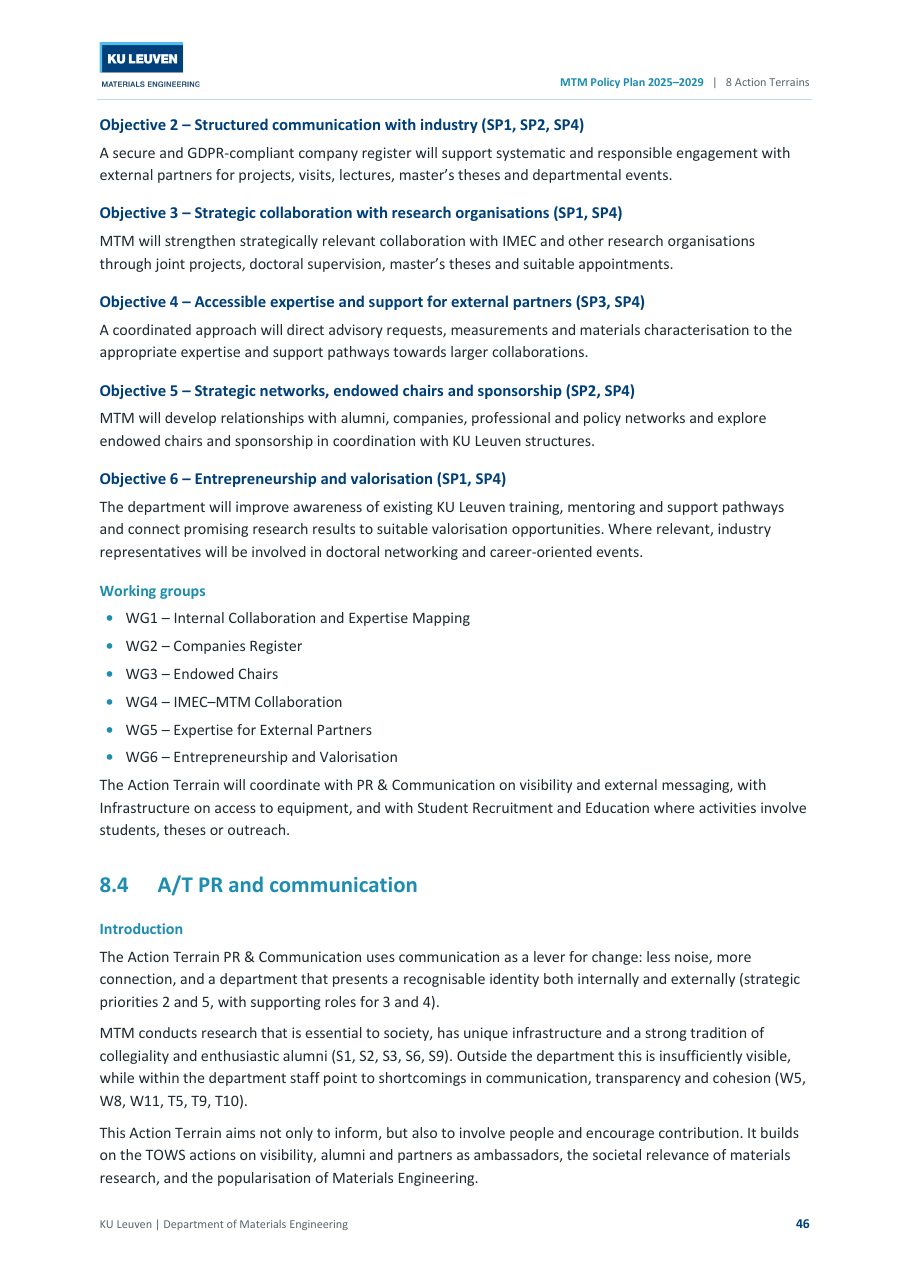 KU LEUVEN
MATERIALS ENGINEERING
MTM Policy Plan 2025–2029 | 8 Action Terrains
Objective 2 – Structured communication with industry (SP1, SP2, SP4)
A secure and GDPR-compliant company register will support systematic and responsible engagement with
external partners for projects, visits, lectures, master’s theses and departmental events.
Objective 3 – Strategic collaboration with research organisations (SP1, SP4)
MTM will strengthen strategically relevant collaboration with IMEC and other research organisations
through joint projects, doctoral supervision, master’s theses and suitable appointments.
Objective 4 – Accessible expertise and support for external partners (SP3, SP4)
A coordinated approach will direct advisory requests, measurements and materials characterisation to the
appropriate expertise and support pathways towards larger collaborations.
Objective 5 – Strategic networks, endowed chairs and sponsorship (SP2, SP4)
MTM will develop relationships with alumni, companies, professional and policy networks and explore
endowed chairs and sponsorship in coordination with KU Leuven structures.
Objective 6 – Entrepreneurship and valorisation (SP1, SP4)
The department will improve awareness of existing KU Leuven training, mentoring and support pathways
and connect promising research results to suitable valorisation opportunities. Where relevant, industry
representatives will be involved in doctoral networking and career-oriented events.
Working groups
• WG1 – Internal Collaboration and Expertise Mapping
• WG2 – Companies Register
• WG3 – Endowed Chairs
• WG4 – IMEC–MTM Collaboration
• WG5 – Expertise for External Partners
• WG6 – Entrepreneurship and Valorisation
The Action Terrain will coordinate with PR & Communication on visibility and external messaging, with
Infrastructure on access to equipment, and with Student Recruitment and Education where activities involve
students, theses or outreach.
8.4 A/T PR and communication
Introduction
The Action Terrain PR & Communication uses communication as a lever for change: less noise, more
connection, and a department that presents a recognisable identity both internally and externally (strategic
priorities 2 and 5, with supporting roles for 3 and 4).
MTM conducts research that is essential to society, has unique infrastructure and a strong tradition of
collegiality and enthusiastic alumni (S1, S2, S3, S6, S9). Outside the department this is insufficiently visible,
while within the department staff point to shortcomings in communication, transparency and cohesion (W5,
W8, W11, T5, T9, T10).
This Action Terrain aims not only to inform, but also to involve people and encourage contribution. It builds
on the TOWS actions on visibility, alumni and partners as ambassadors, the societal relevance of materials
research, and the popularisation of Materials Engineering.
KU Leuven | Department of Materials Engineering 46